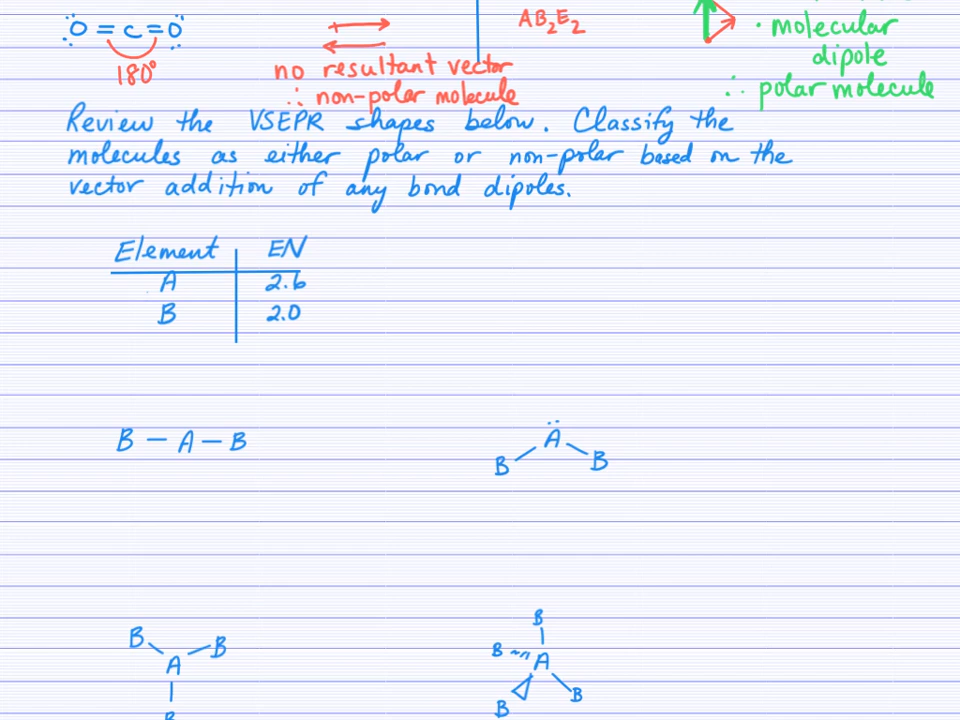 :Ö = C = Ö:
180°
no resultant vector
∴ non-polar molecule
AB₂E₂
• molecular
dipole
∴ polar molecule
Review the VSEPR shapes below. Classify the
molecules as either polar or non-polar based on the
vector addition of any bond dipoles.
Element EN
A 2.6
B 2.0
B — A — B
Ä
B B
B B
A
B
B
B A
B B